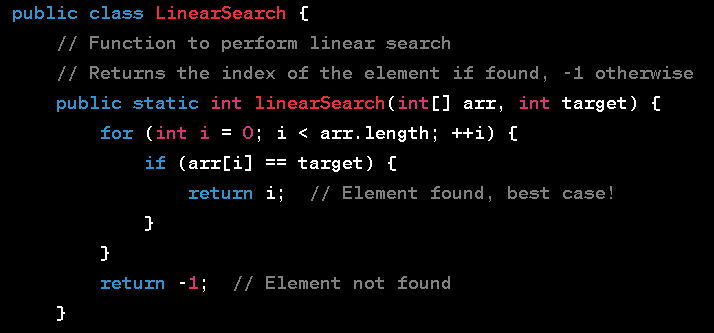 public class LinearSearch {
    // Function to perform linear search
    // Returns the index of the element if found, -1 otherwise
    public static int linearSearch(int[] arr, int target) {
        for (int i = 0; i < arr.length; ++i) {
            if (arr[i] == target) {
                return i;  // Element found, best case!
            }
        }
        return -1;  // Element not found
    }